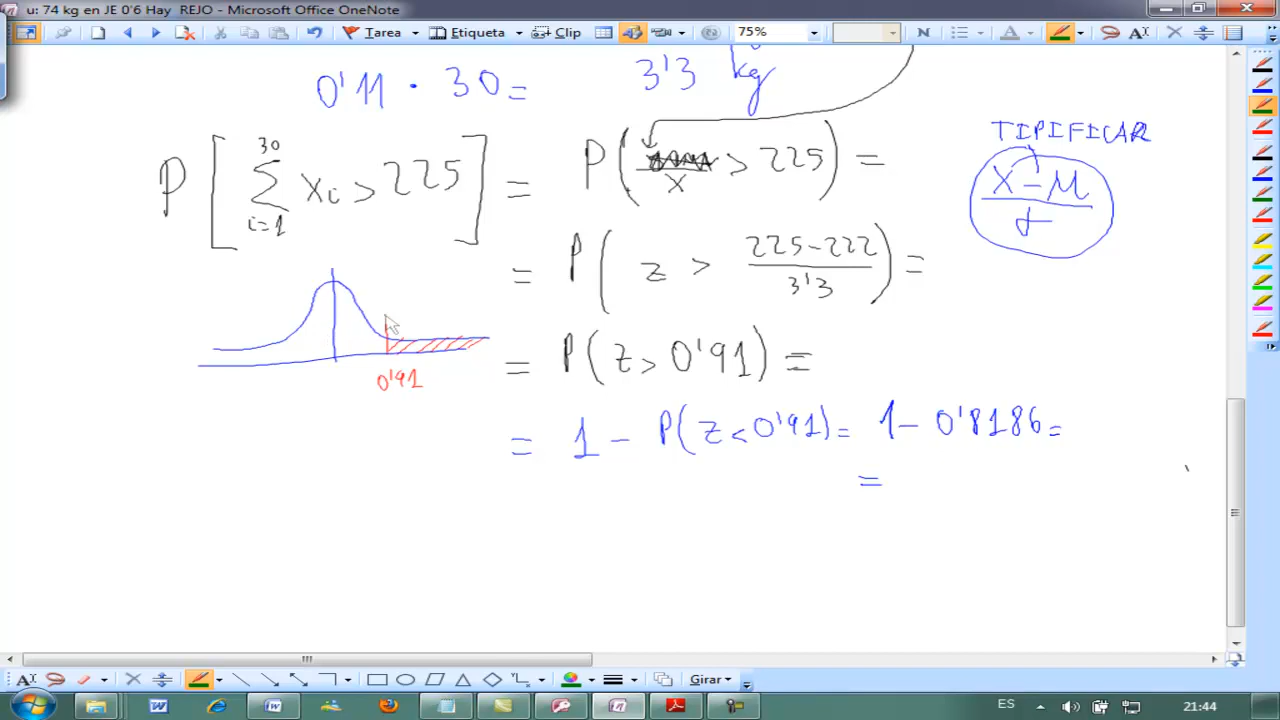 u: 74 kg en JE 0'6 Hay  REJO - Microsoft Office OneNote
Tarea Etiqueta Clip 75% N A
0'11 · 30 = 3'3 kg
TIPIFICAR
P[ 30 Σ i=1 xi > 225 ] = P( x > 225 ) =
X - M / σ
= P( z > 225-222 / 3'3 ) =
= P( z > 0'91 ) =
0'91
= 1 - P( z < 0'91 ) = 1 - 0'8186 =
=
Girar
ES 21:44